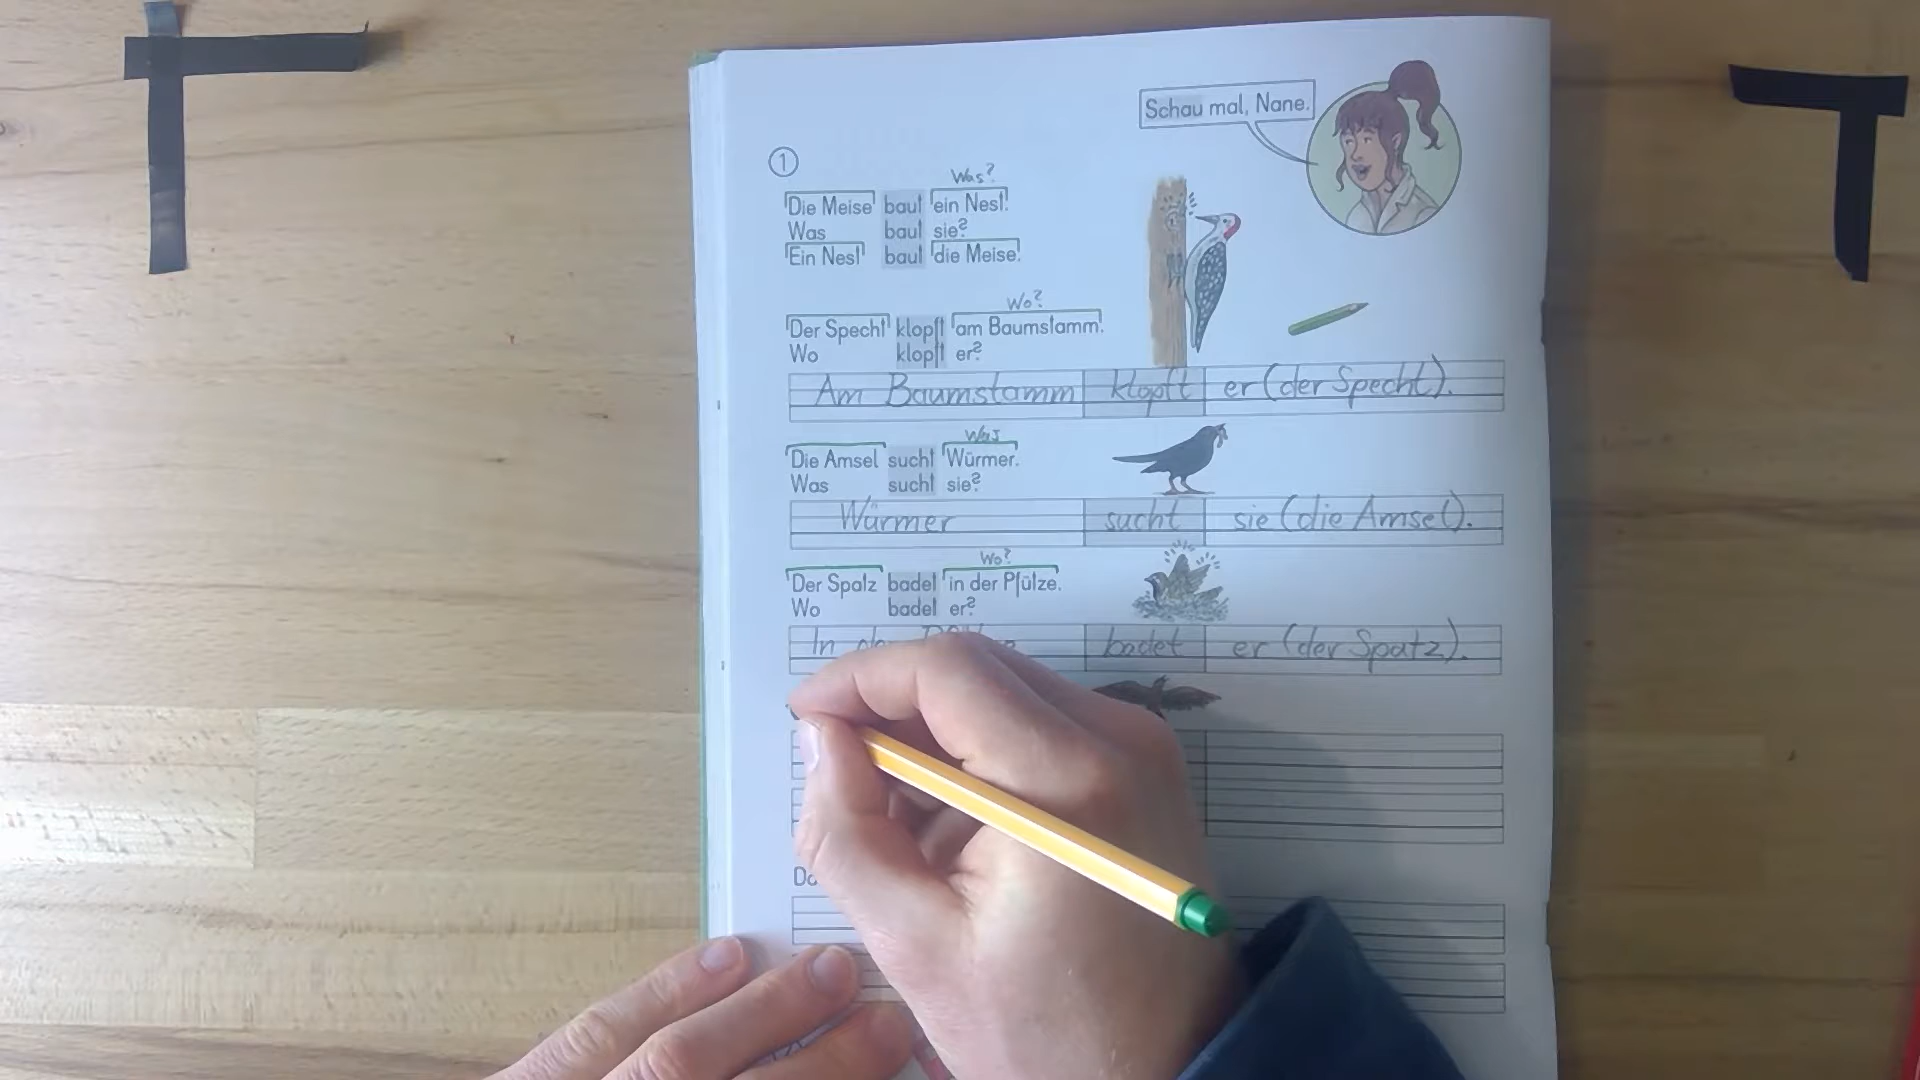 Schau mal, Nane.
1
Was?
Die Meise baut ein Nest.
Was baut sie?
Ein Nest baut die Meise.
Wo?
Der Specht klopft am Baumstamm.
Wo klopft er?
Am Baumstamm klopft er (der Specht).
Was
Die Amsel sucht Würmer.
Was sucht sie?
Würmer sucht sie (die Amsel).
Wo?
Der Spatz badet in der Pfütze.
Wo badet er?
In badet er (der Spatz).